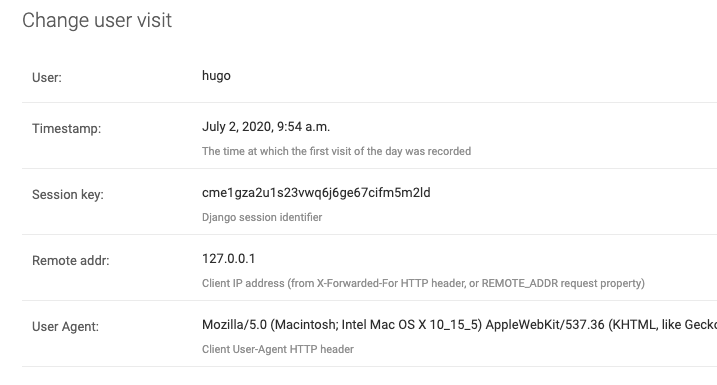 Change user visit
User:
hugo
Timestamp:
July 2, 2020, 9:54 a.m.
The time at which the first visit of the day was recorded
Session key:
cme1gza2u1s23vwq6j6ge67cifm5m2ld
Django session identifier
Remote addr:
127.0.0.1
Client IP address (from X-Forwarded-For HTTP header, or REMOTE_ADDR request property)
User Agent:
Mozilla/5.0 (Macintosh; Intel Mac OS X 10_15_5) AppleWebKit/537.36 (KHTML, like Gecko
Client User-Agent HTTP header